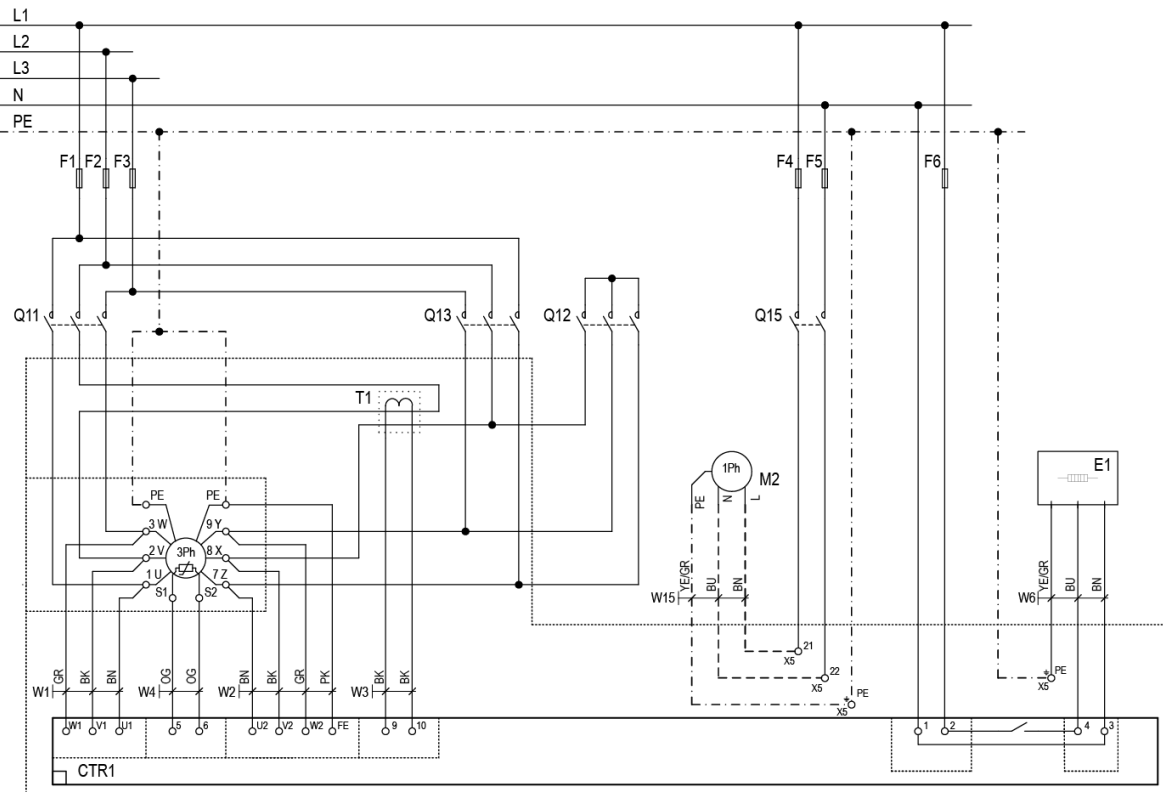 L1
L2
L3
N
PE
F1 F2 F3 F4 F5 F6
Q11 Q13 Q12 Q15
T1
1Ph M2 E1
PE N L
PE PE
3 W 9 Y
2 V 3Ph 8 X
1 U 7 Z
S1 S2
W15 YE/GR BU BN
W6 YE/GR BU BN
21
X5
22
X5
PE
X5
PE
X5
W1 GR BK BN
W4 OG OG
W2 BN BK GR PK
W3 BK BK
W1 V1 U1 5 6 U2 V2 W2 FE 9 10 1 2 4 3
CTR1